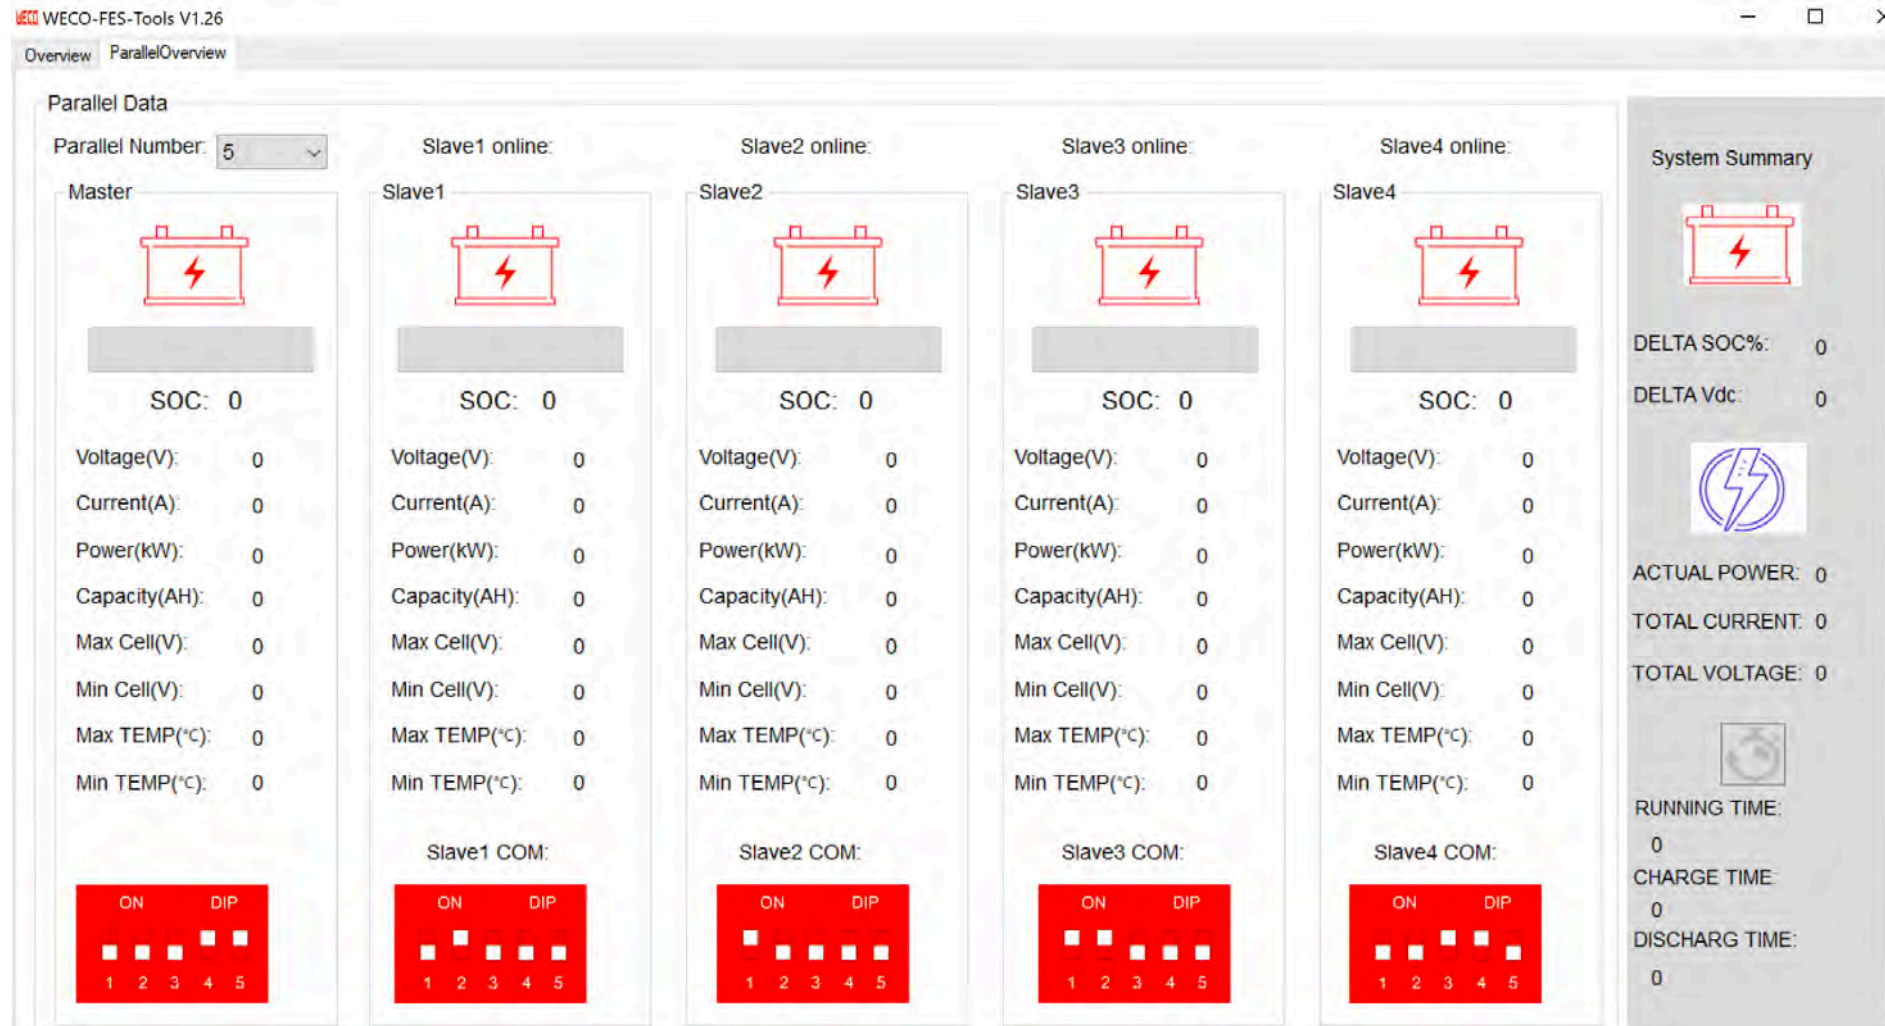 WECO WECO-FES-Tools V1.26
Overview ParallelOverview
Parallel Data
Parallel Number: 5 Slave1 online: Slave2 online: Slave3 online: Slave4 online:
Master Slave1 Slave2 Slave3 Slave4
SOC: 0 SOC: 0 SOC: 0 SOC: 0 SOC: 0
Voltage(V): 0 Voltage(V): 0 Voltage(V): 0 Voltage(V): 0 Voltage(V): 0
Current(A): 0 Current(A): 0 Current(A): 0 Current(A): 0 Current(A): 0
Power(kW): 0 Power(kW): 0 Power(kW): 0 Power(kW): 0 Power(kW): 0
Capacity(AH): 0 Capacity(AH): 0 Capacity(AH): 0 Capacity(AH): 0 Capacity(AH): 0
Max Cell(V): 0 Max Cell(V): 0 Max Cell(V): 0 Max Cell(V): 0 Max Cell(V): 0
Min Cell(V): 0 Min Cell(V): 0 Min Cell(V): 0 Min Cell(V): 0 Min Cell(V): 0
Max TEMP(℃): 0 Max TEMP(℃): 0 Max TEMP(℃): 0 Max TEMP(℃): 0 Max TEMP(℃): 0
Min TEMP(℃): 0 Min TEMP(℃): 0 Min TEMP(℃): 0 Min TEMP(℃): 0 Min TEMP(℃): 0
Slave1 COM: Slave2 COM: Slave3 COM: Slave4 COM:
ON DIP ON DIP ON DIP ON DIP ON DIP
1 2 3 4 5 1 2 3 4 5 1 2 3 4 5 1 2 3 4 5 1 2 3 4 5
System Summary
DELTA SOC%: 0
DELTA Vdc: 0
ACTUAL POWER: 0
TOTAL CURRENT: 0
TOTAL VOLTAGE: 0
RUNNING TIME:
0
CHARGE TIME:
0
DISCHARG TIME:
0